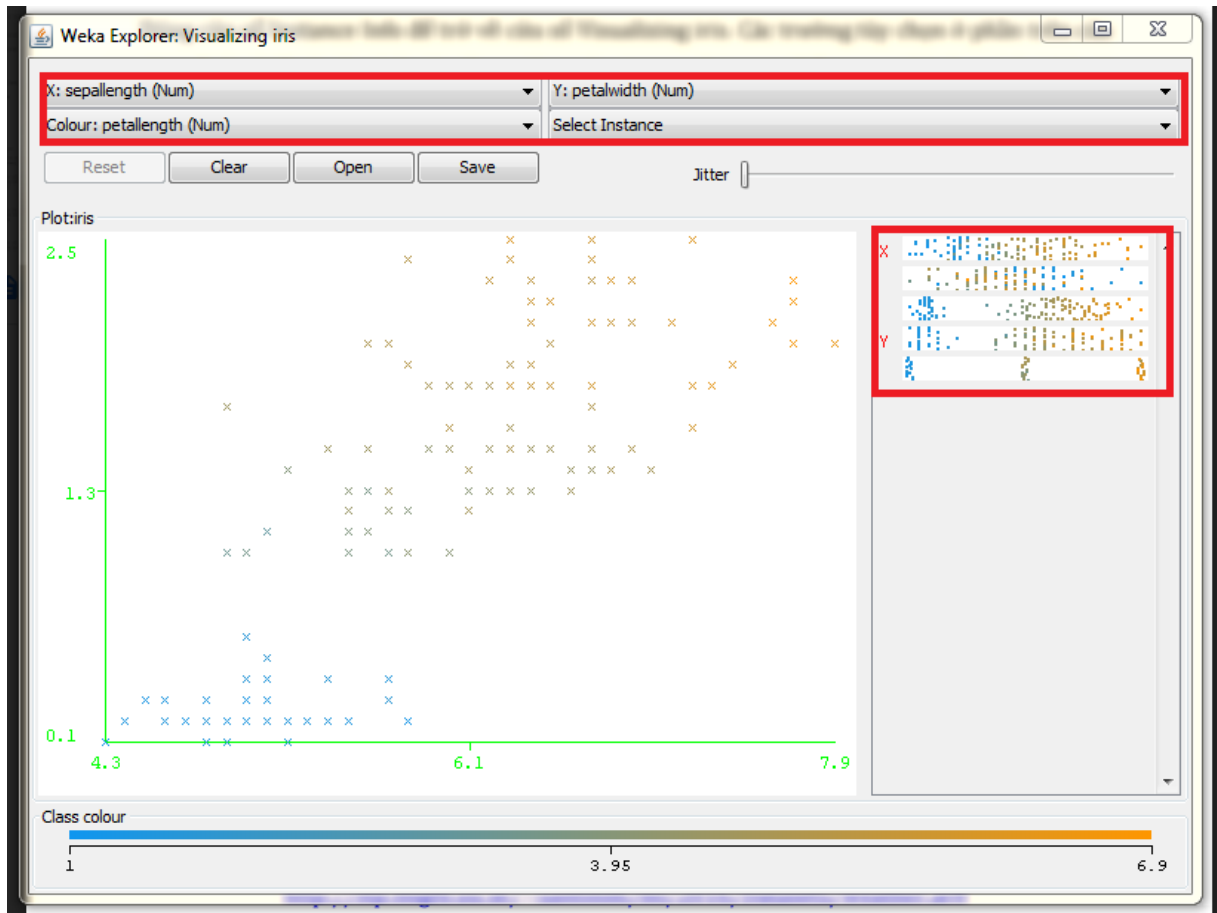 Weka Explorer: Visualizing iris
X: sepallength (Num) Y: petalwidth (Num)
Colour: petallength (Num) Select Instance
Reset Clear Open Save Jitter
Plot:iris
2.5
X
Y
1.3
0.1
4.3 6.1 7.9
Class colour
1 3.95 6.9